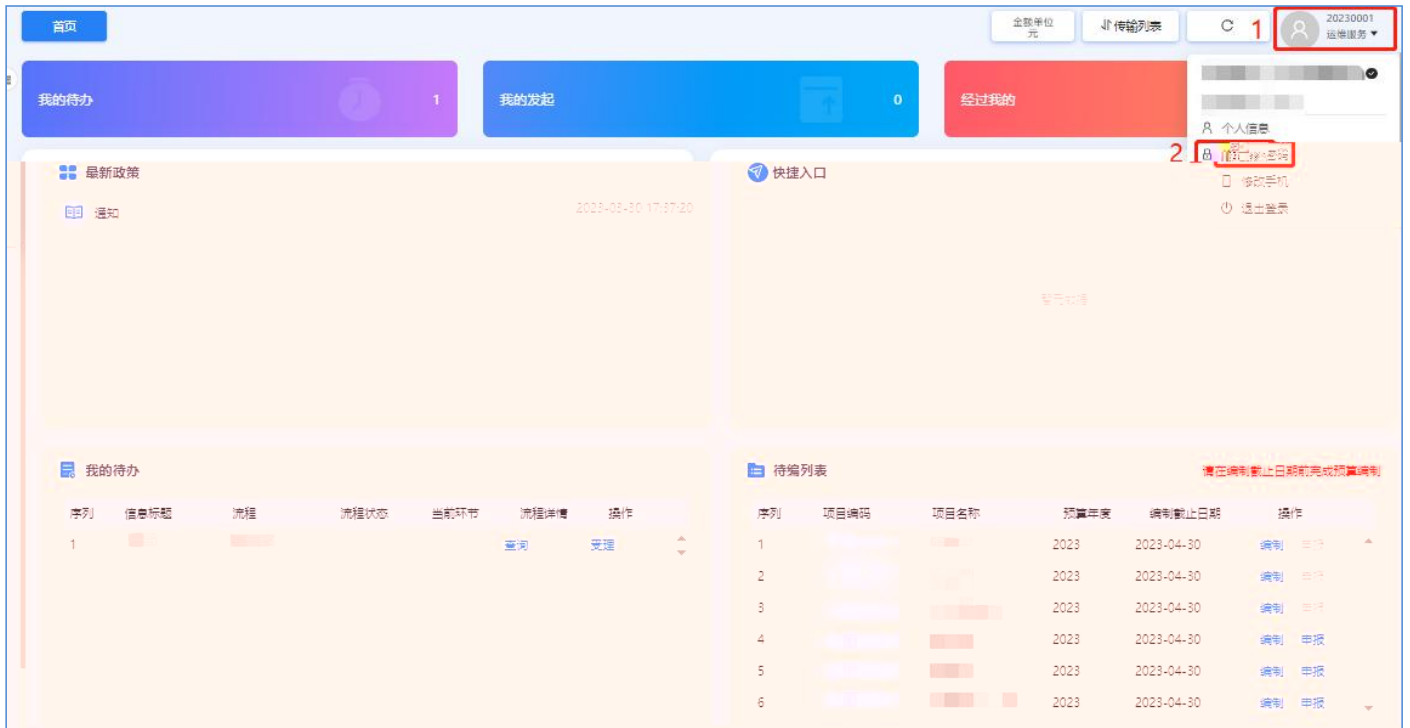 首页
金额单位
元
传输列表
1
20230001
运维服务
我的待办 1
我的发起 0
经过我的
个人信息
2
修改手机
退出登录
最新政策
通知 2023-03-30 17:37:20
快捷入口
暂无数据
我的待办
序列 信息标题 流程 流程状态 当前环节 流程详情 操作
1 查询 受理
待编列表 请在编制截止日期前完成预算编制
序列 项目编码 项目名称 预算年度 编制截止日期 操作
1 2023 2023-04-30 编制 申报
2 2023 2023-04-30 编制 申报
3 2023 2023-04-30 编制 申报
4 2023 2023-04-30 编制 申报
5 2023 2023-04-30 编制 申报
6 2023 2023-04-30 编制 申报